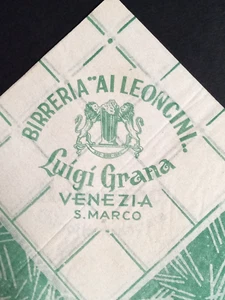 BIRRERIA "AI LEONCINI"
Luigi Grana
VENEZIA
S. MARCO